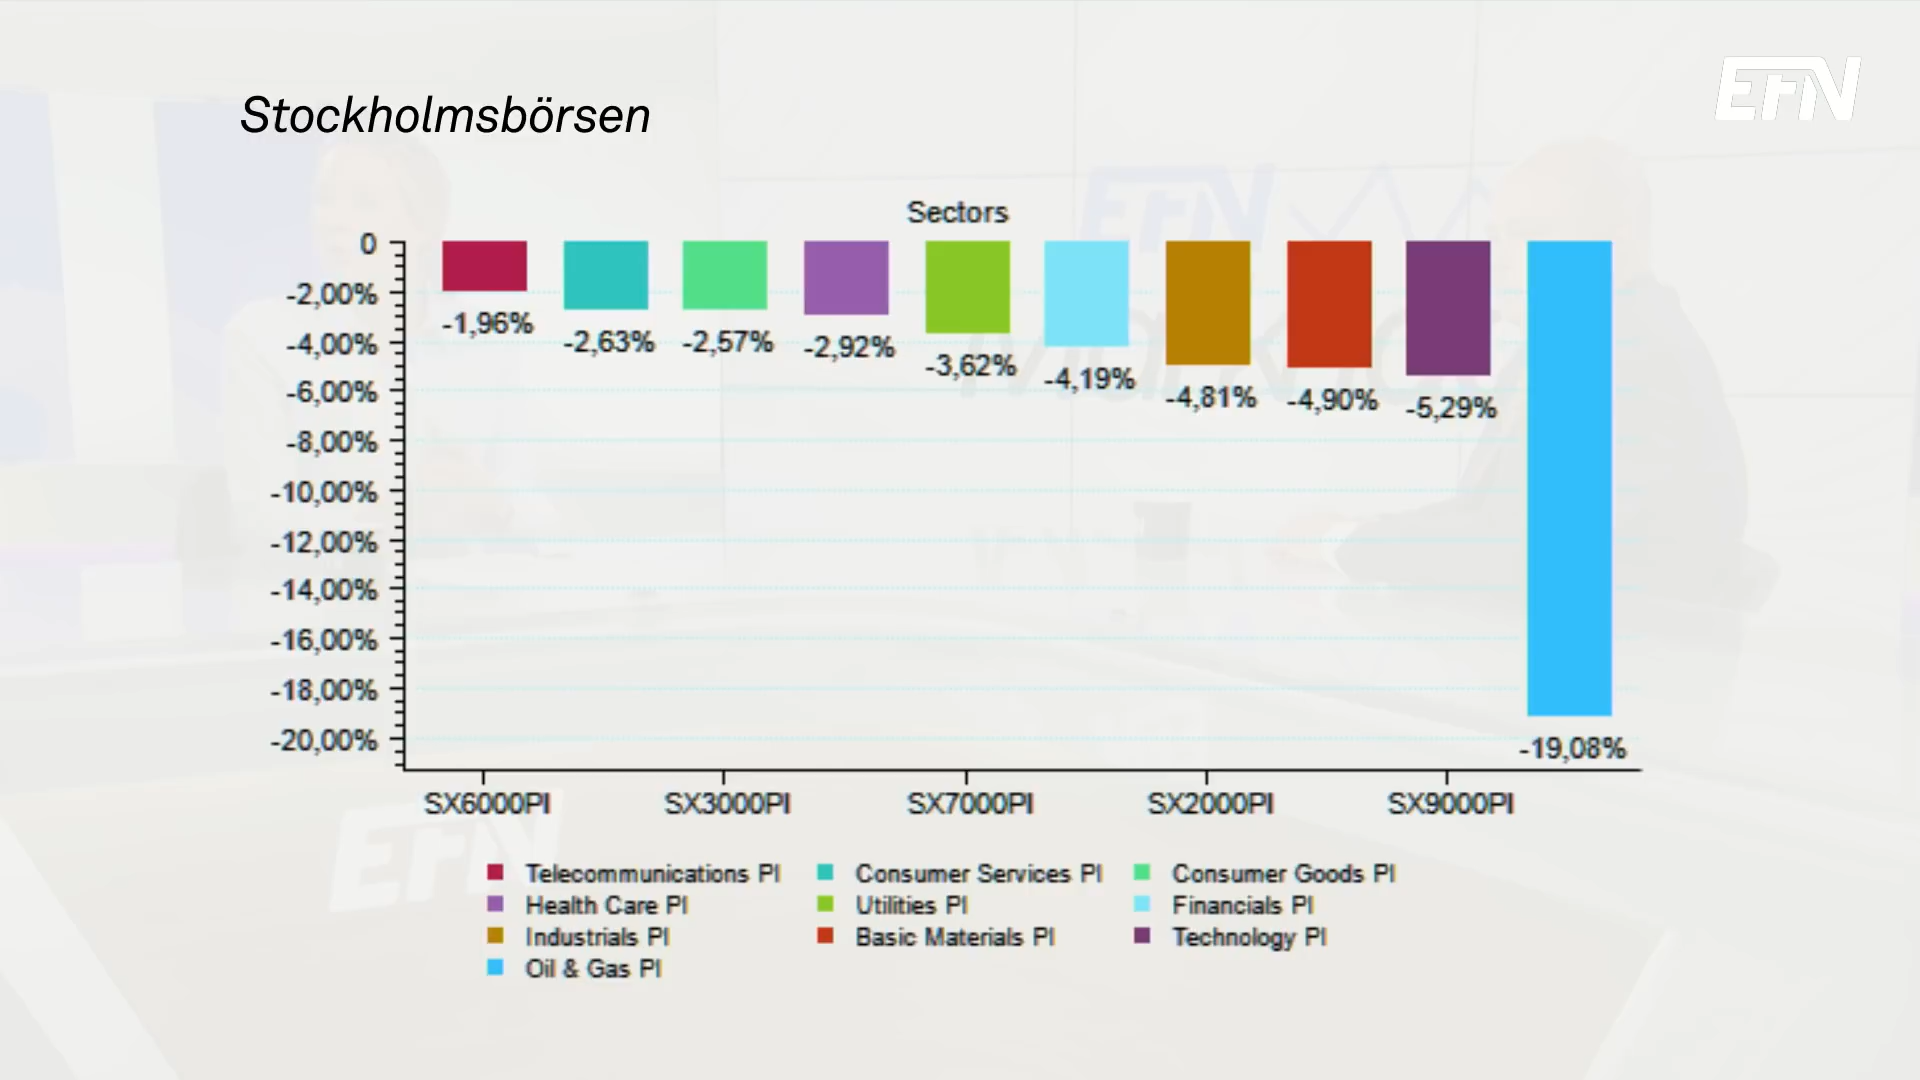 EFN
Stockholmsbörsen
Sectors
0
-2,00%
-4,00%
-6,00%
-8,00%
-10,00%
-12,00%
-14,00%
-16,00%
-18,00%
-20,00%
-1,96%
-2,63%
-2,57%
-2,92%
-3,62%
-4,19%
-4,81%
-4,90%
-5,29%
-19,08%
SX6000PI SX3000PI SX7000PI SX2000PI SX9000PI
Telecommunications PI Consumer Services PI Consumer Goods PI
Health Care PI Utilities PI Financials PI
Industrials PI Basic Materials PI Technology PI
Oil & Gas PI
EFN
EFN